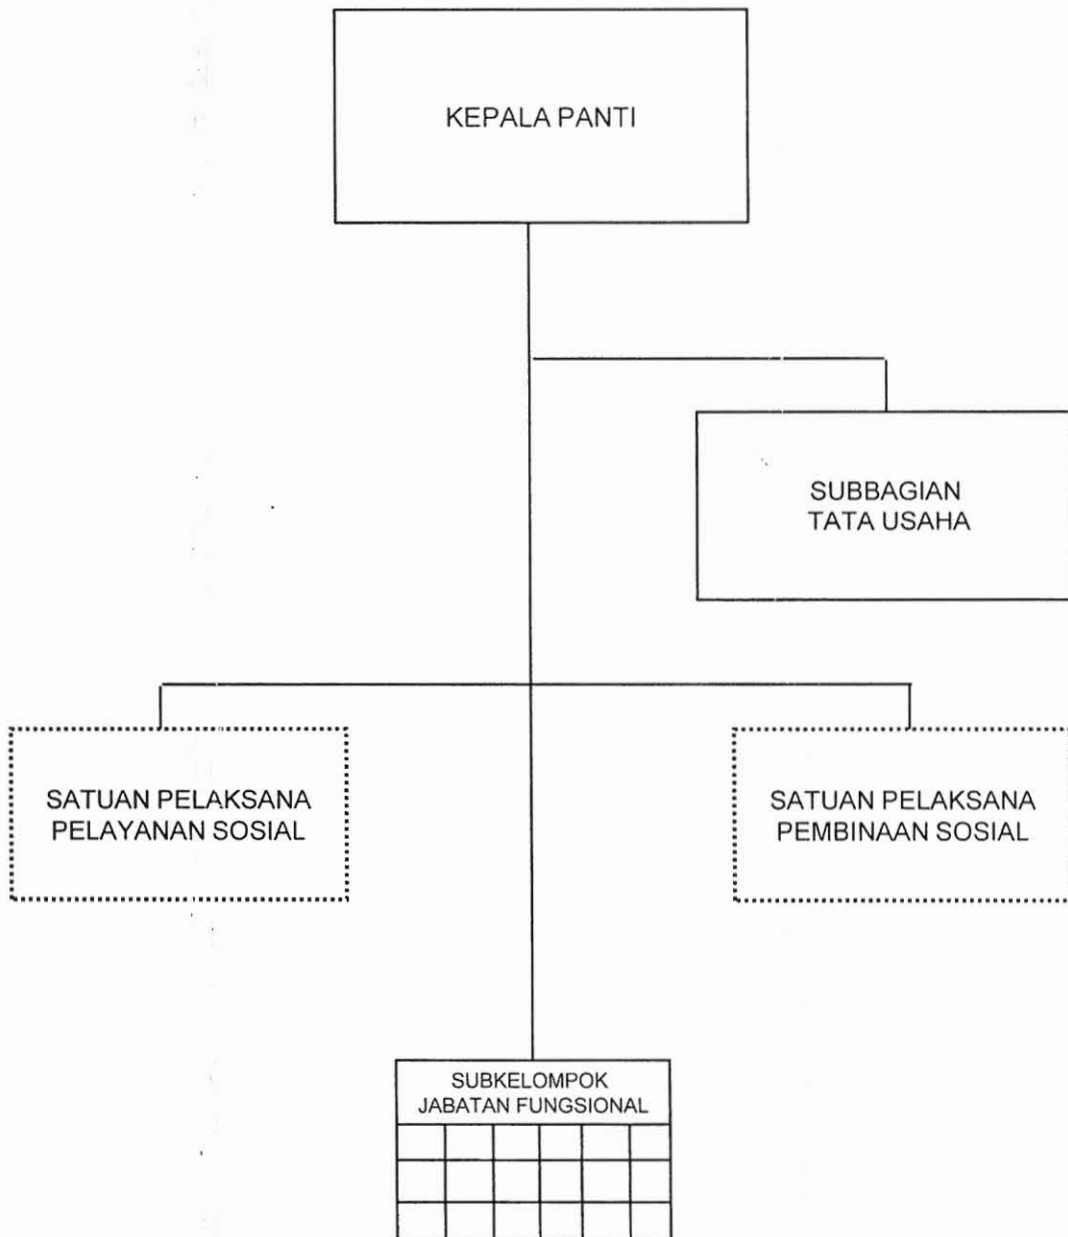 KEPALA PANTI
SUBBAGIAN
TATA USAHA
SATUAN PELAKSANA
PELAYANAN SOSIAL
SATUAN PELAKSANA
PEMBINAAN SOSIAL
SUBKELOMPOK
JABATAN FUNGSIONAL